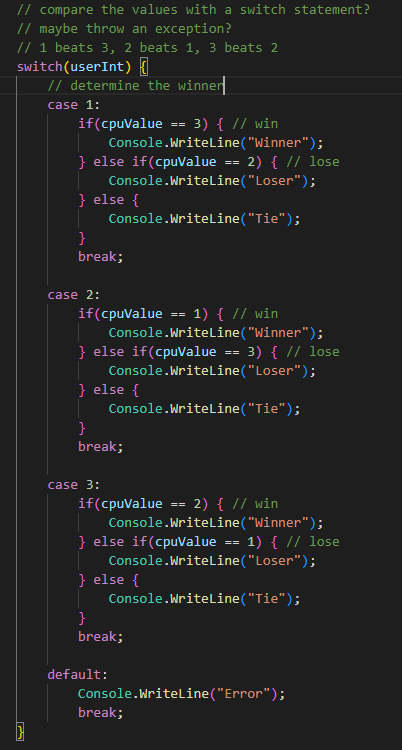 // compare the values with a switch statement?
// maybe throw an exception?
// 1 beats 3, 2 beats 1, 3 beats 2
switch(userInt) {
    // determine the winner
    case 1:
        if(cpuValue == 3) { // win
            Console.WriteLine("Winner");
        } else if(cpuValue == 2) { // lose
            Console.WriteLine("Loser");
        } else {
            Console.WriteLine("Tie");
        }
        break;

    case 2:
        if(cpuValue == 1) { // win
            Console.WriteLine("Winner");
        } else if(cpuValue == 3) { // lose
            Console.WriteLine("Loser");
        } else {
            Console.WriteLine("Tie");
        }
        break;

    case 3:
        if(cpuValue == 2) { // win
            Console.WriteLine("Winner");
        } else if(cpuValue == 1) { // lose
            Console.WriteLine("Loser");
        } else {
            Console.WriteLine("Tie");
        }
        break;

    default:
        Console.WriteLine("Error");
        break;
}